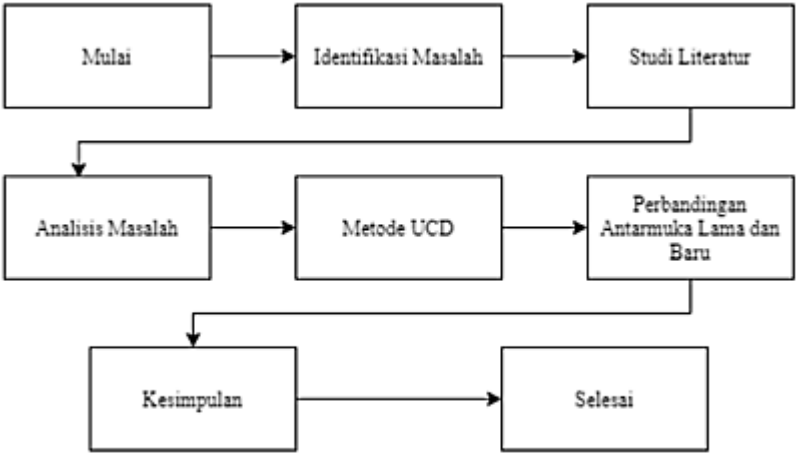 Mulai
Identifikasi Masalah
Studi Literatur
Analisis Masalah
Metode UCD
Perbandingan
Antarmuka Lama dan
Baru
Kesimpulan
Selesai